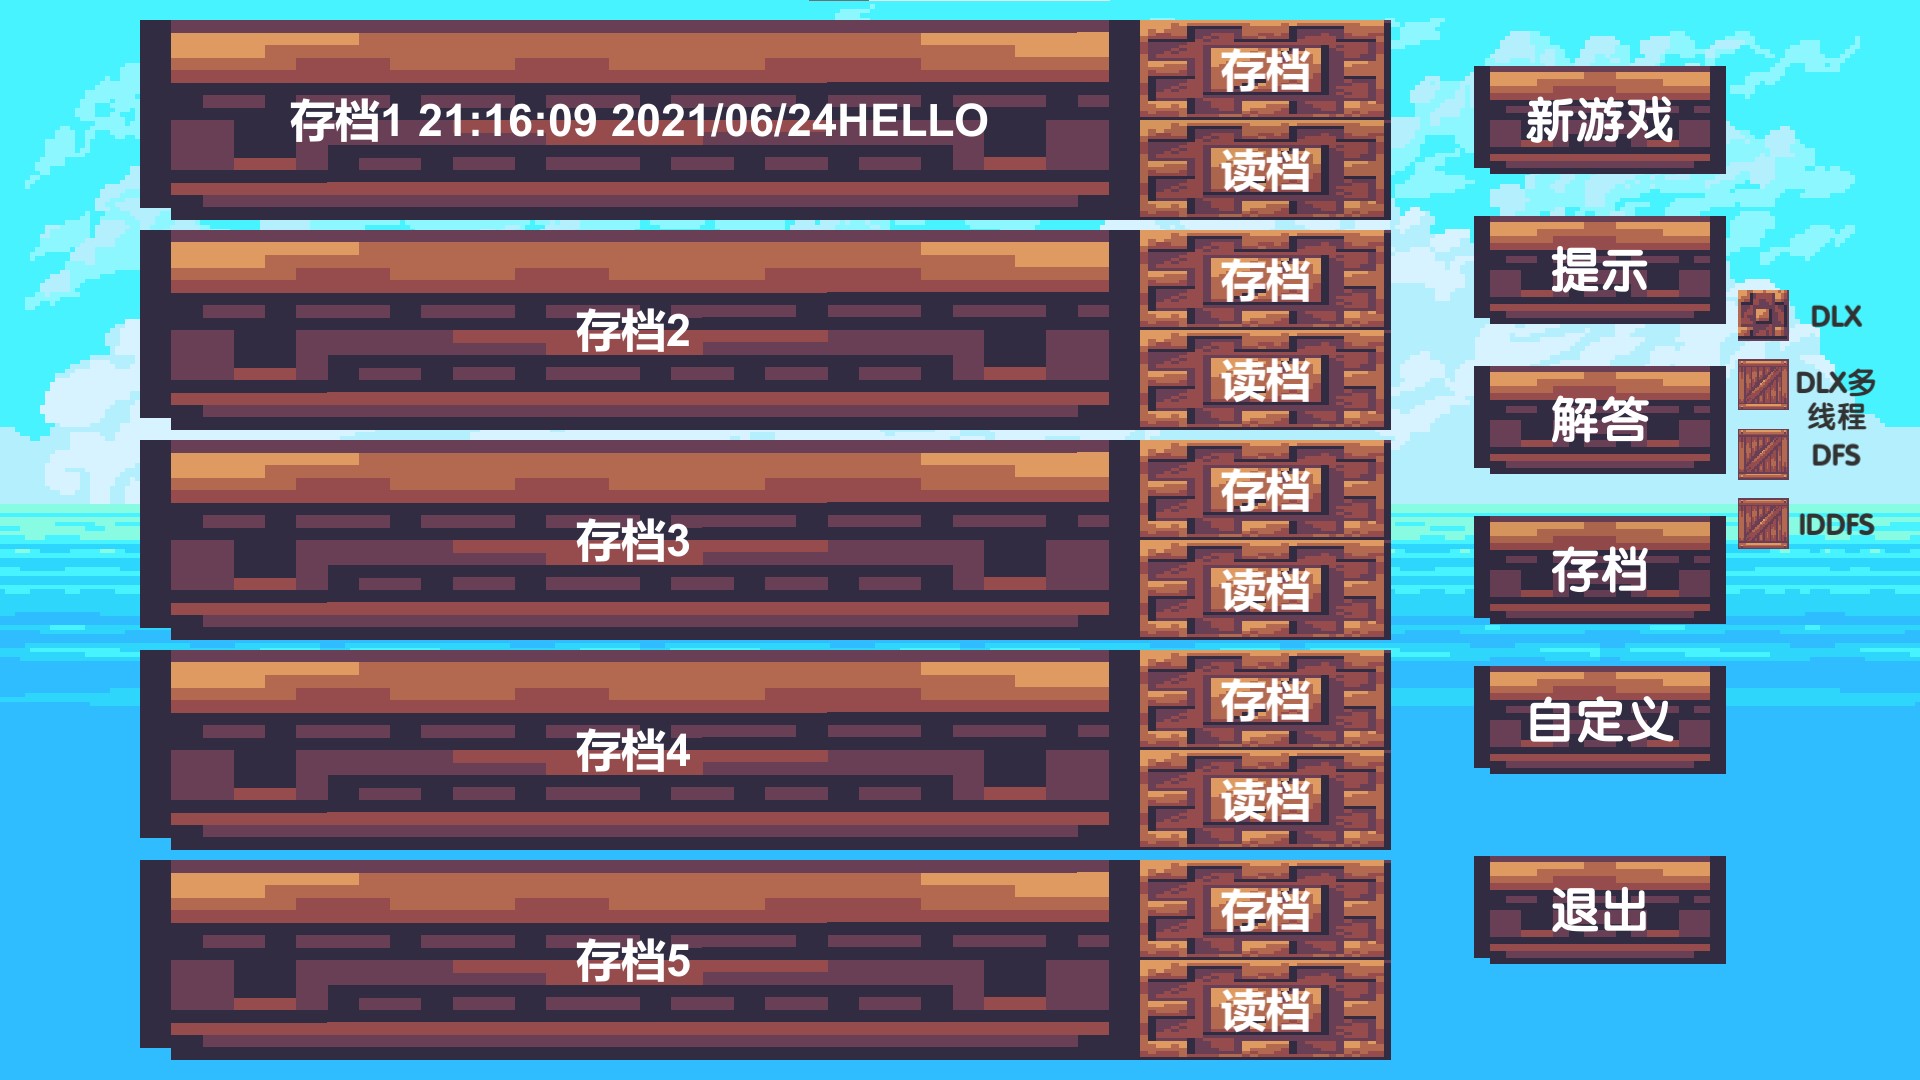 存档1 21:16:09 2021/06/24HELLO
存档
读档
存档2
存档
读档
存档3
存档
读档
存档4
存档
读档
存档5
存档
读档
新游戏
提示
解答
存档
自定义
退出
DLX
DLX多
线程
DFS
IDDFS